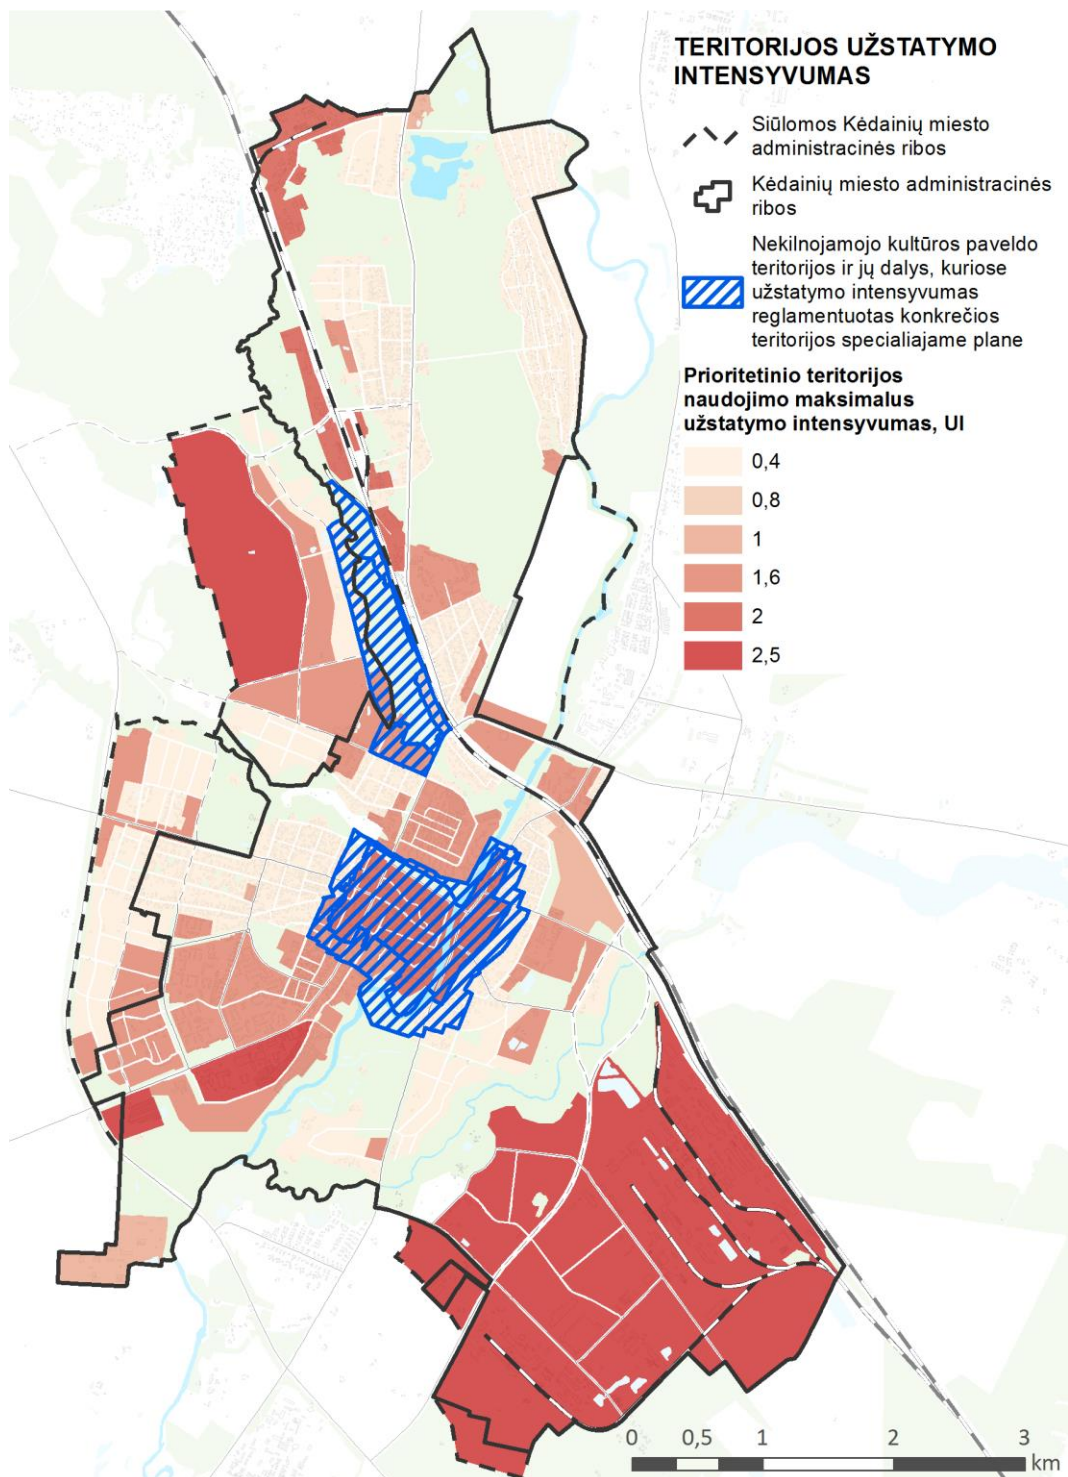 TERITORIJOS UŽSTATYMO
INTENSYVUMAS
Siūlomos Kėdainių miesto
administracinės ribos
Kėdainių miesto administracinės
ribos
Nekilnojamojo kultūros paveldo
teritorijos ir jų dalys, kuriose
užstatymo intensyvumas
reglamentuotas konkrečios
teritorijos specialiajame plane
Prioritetinio teritorijos
naudojimo maksimalus
užstatymo intensyvumas, UI
0,4
0,8
1
1,6
2
2,5
0 0,5 1 2 3
km